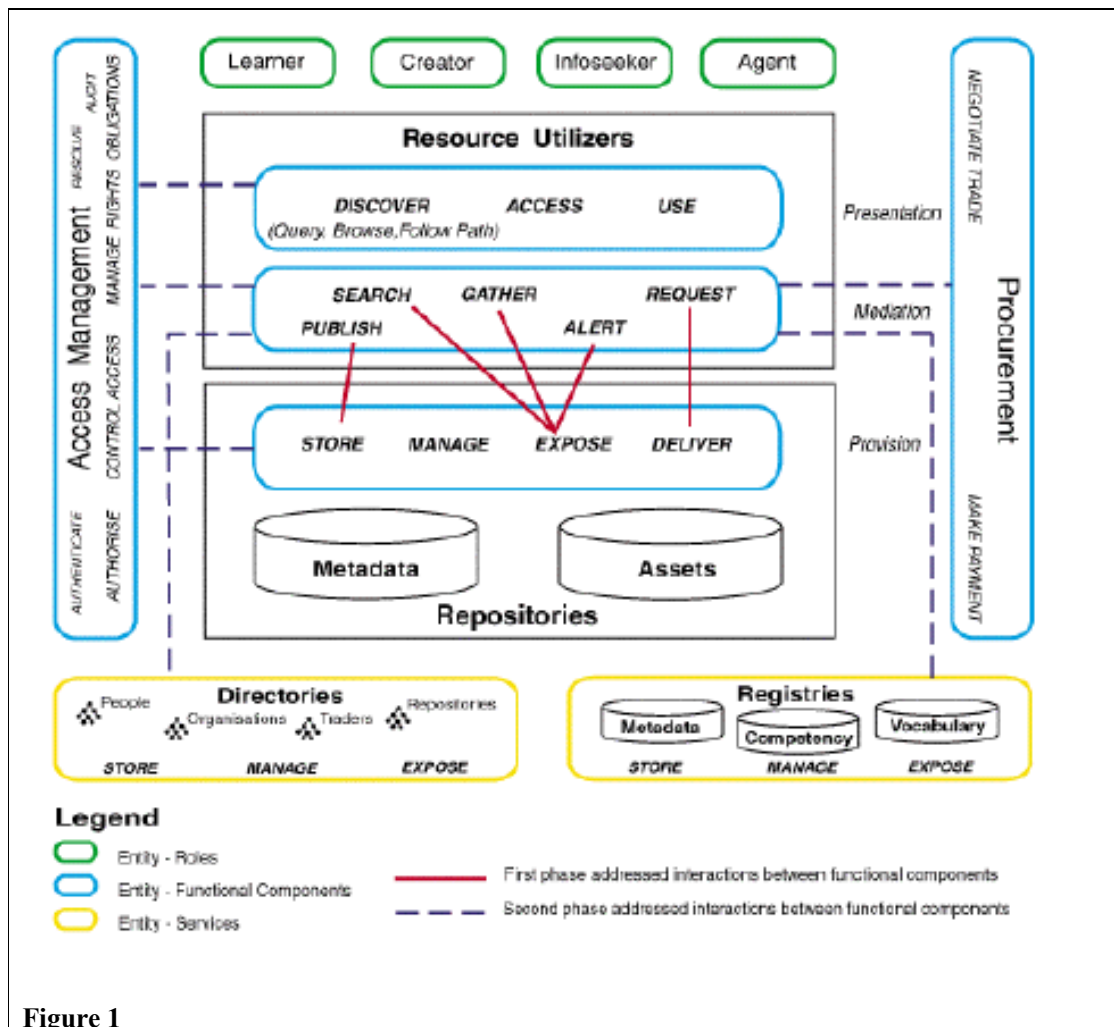 Learner
Creator
Infoseeker
Agent
AUDIT
RESOLVE
MANAGE RIGHTS OBLIGATIONS
Access Management
CONTROL ACCESS
AUTHENTICATE
AUTHORISE
Resource Utilizers
DISCOVER ACCESS USE
(Query, Browse,Follow Path)
SEARCH GATHER REQUEST
PUBLISH ALERT
Presentation
Mediation
Provision
NEGOTIATE TRADE
Procurement
MAKE PAYMENT
STORE MANAGE EXPOSE DELIVER
Metadata
Assets
Repositories
Directories
People
Organisations
Traders
Repositories
STORE MANAGE EXPOSE
Registries
Metadata
Competency
Vocabulary
STORE MANAGE EXPOSE
Legend
Entity - Roles
Entity - Functional Components
Entity - Services
First phase addressed interactions between functional components
Second phase addressed interactions between functional components
Figure 1